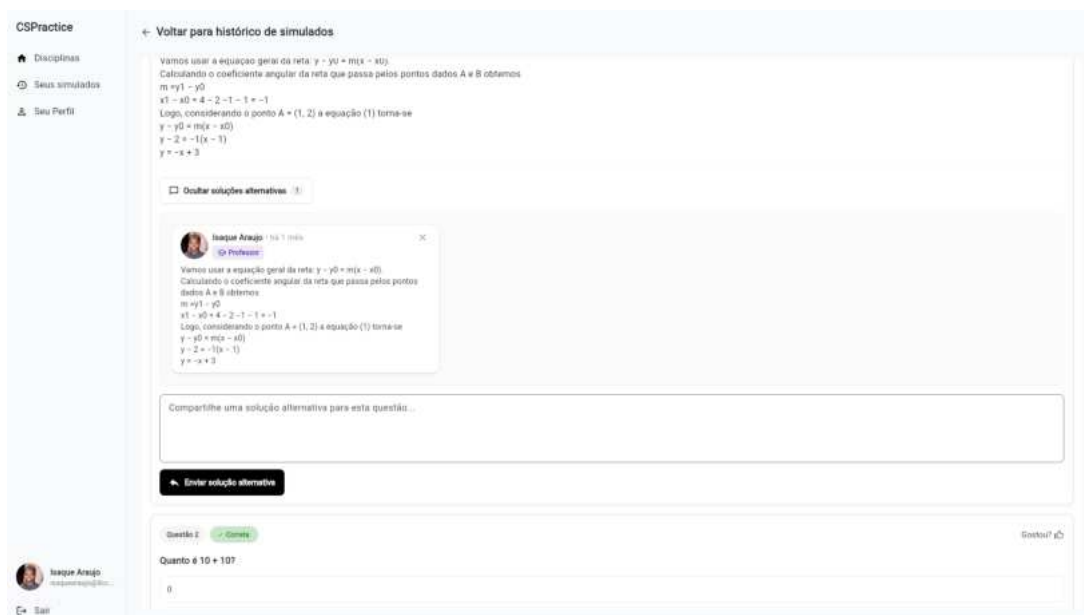 CSPractice
← Voltar para histórico de simulados
Disciplinas
Seus simulados
Seu Perfil
Vamos usar a equação geral da reta: y − y0 = m(x − x0).
Calculando o coeficiente angular da reta que passa pelos pontos dados A e B obtemos
m =y1 − y0
x1 − x0 = 4 − 2 −1 − 1 = −1
Logo, considerando o ponto A = (1, 2) a equação (1) torna-se
y − y0 = m(x − x0)
y − 2 = −1(x − 1)
y = −x + 3
Ocultar soluções alternativas 1
Isaque Araujo · há 1 mês
Professor
Vamos usar a equação geral da reta: y − y0 = m(x − x0).
Calculando o coeficiente angular da reta que passa pelos pontos
dados A e B obtemos
m =y1 − y0
x1 − x0 = 4 − 2 −1 − 1 = −1
Logo, considerando o ponto A = (1, 2) a equação (1) torna-se
y − y0 = m(x − x0)
y − 2 = −1(x − 1)
y = −x + 3
Compartilhe uma solução alternativa para esta questão...
Enviar solução alternativa
Questão 2 ✓ Correta
Gostou?
Quanto é 10 + 10?
0
Isaque Araujo
Sair